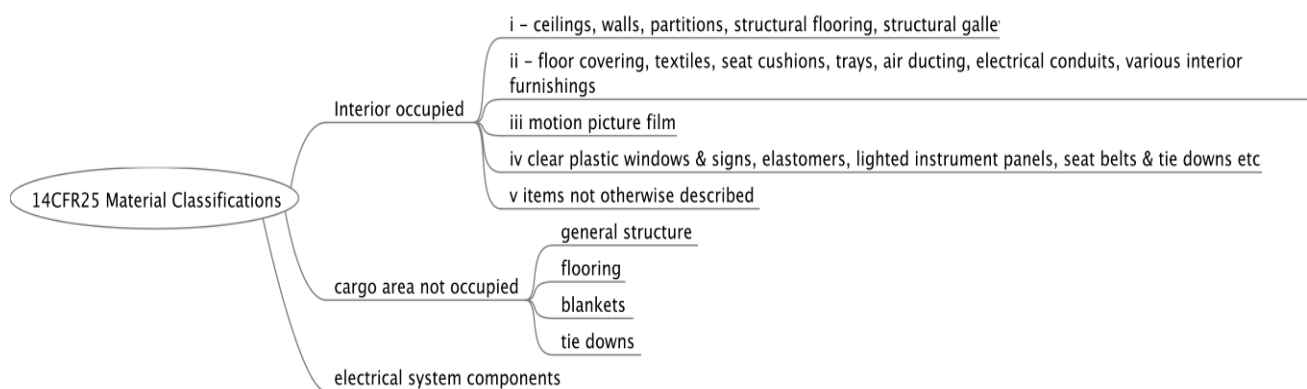 i – ceilings, walls, partitions, structural flooring, structural galle
ii – floor covering, textiles, seat cushions, trays, air ducting, electrical conduits, various interior
furnishings
Interior occupied
iii motion picture film
iv clear plastic windows & signs, elastomers, lighted instrument panels, seat belts & tie downs etc
14CFR25 Material Classifications
v items not otherwise described
general structure
flooring
cargo area not occupied
blankets
tie downs
electrical system components